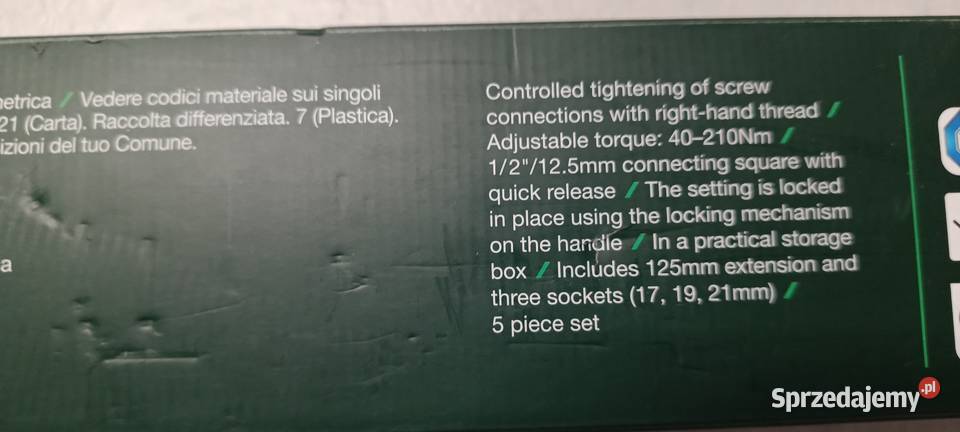 Vedere codici materiale sui singoli
21 (Carta). Raccolta differenziata. 7 (Plastica).
del tuo Comune.
a
Controlled tightening of screw
connections with right-hand thread /
Adjustable torque: 40–210Nm /
1/2"/12.5mm connecting square with
quick release / The setting is locked
in place using the locking mechanism
on the handle / In a practical storage
box / Includes 125mm extension and
three sockets (17, 19, 21mm) /
5 piece set
Sprzedajemy.pl